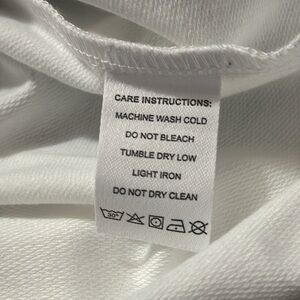 CARE INSTRUCTIONS:
MACHINE WASH COLD
DO NOT BLEACH
TUMBLE DRY LOW
LIGHT IRON
DO NOT DRY CLEAN
30°